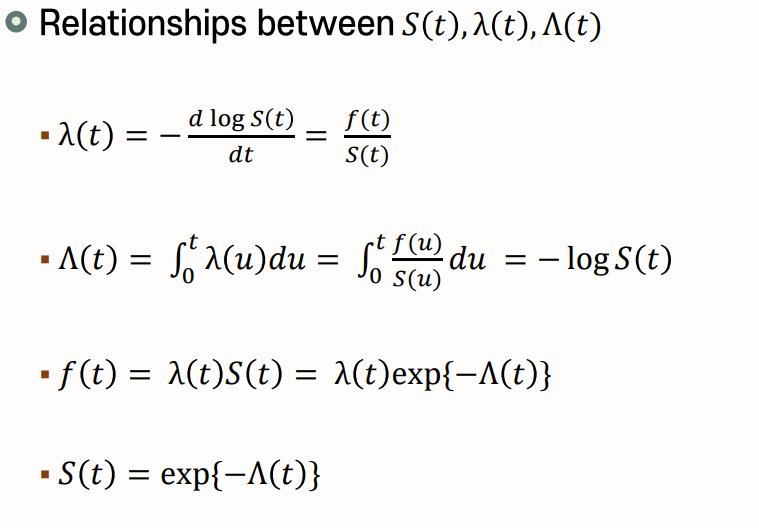 Relationships between S(t), λ(t), Λ(t)
▪ λ(t) = − d log S(t) / dt = f(t) / S(t)
▪ Λ(t) = ∫₀ᵗ λ(u)du = ∫₀ᵗ f(u)/S(u) du = − log S(t)
▪ f(t) = λ(t)S(t) = λ(t)exp{−Λ(t)}
▪ S(t) = exp{−Λ(t)}